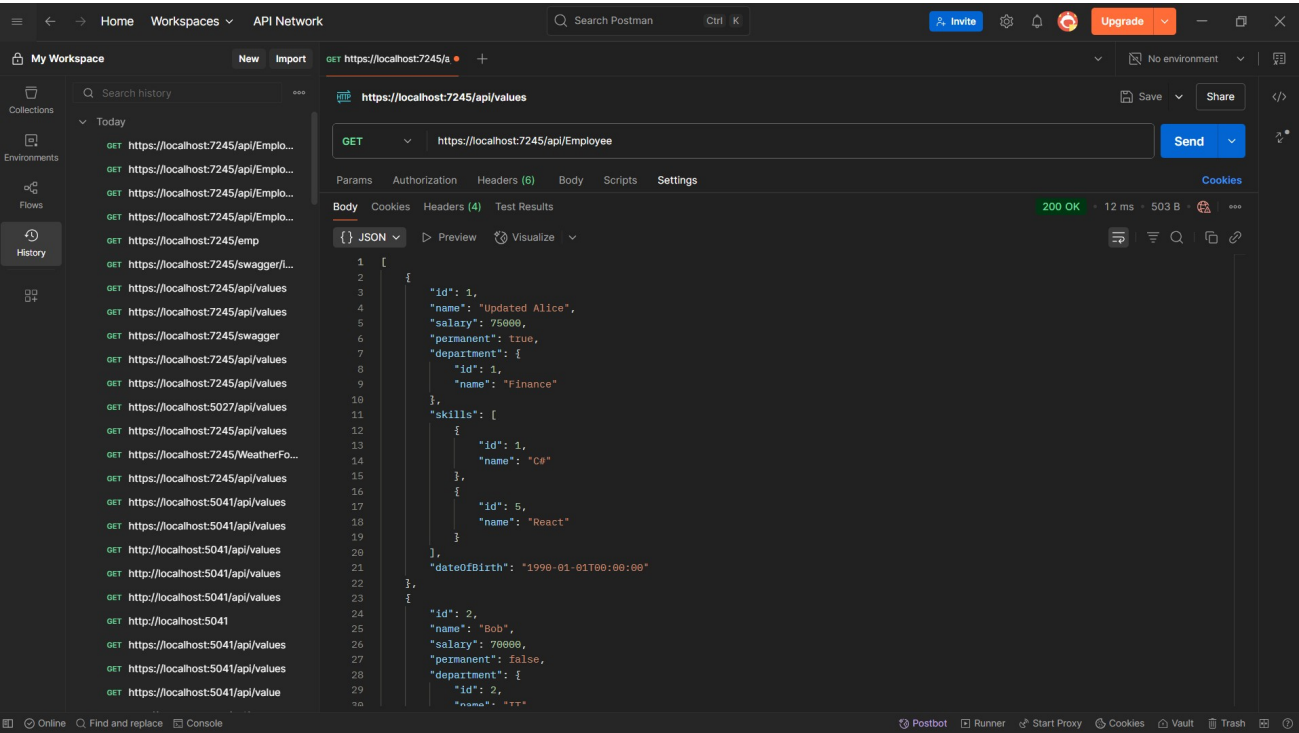 Home Workspaces API Network Search Postman Ctrl K Invite Upgrade
My Workspace New Import GET https://localhost:7245/a No environment
Collections
Environments
Flows
History
Search history
Today
GET https://localhost:7245/api/Emplo...
GET https://localhost:7245/api/Emplo...
GET https://localhost:7245/api/Emplo...
GET https://localhost:7245/api/Emplo...
GET https://localhost:7245/emp
GET https://localhost:7245/swagger/i...
GET https://localhost:7245/api/values
GET https://localhost:7245/api/values
GET https://localhost:7245/swagger
GET https://localhost:7245/api/values
GET https://localhost:7245/api/values
GET https://localhost:5027/api/values
GET https://localhost:7245/api/values
GET https://localhost:7245/WeatherFo...
GET https://localhost:7245/api/values
GET https://localhost:5041/api/values
GET https://localhost:5041/api/values
GET http://localhost:5041/api/values
GET http://localhost:5041/api/values
GET http://localhost:5041/api/values
GET http://localhost:5041
GET https://localhost:5041/api/values
GET https://localhost:5041/api/values
GET https://localhost:5041/api/value
HTTP https://localhost:7245/api/values Save Share
GET https://localhost:7245/api/Employee Send
Params Authorization Headers (6) Body Scripts Settings Cookies
Body Cookies Headers (4) Test Results 200 OK 12 ms 503 B
{} JSON Preview Visualize
1 [
2 {
3 "id": 1,
4 "name": "Updated Alice",
5 "salary": 75000,
6 "permanent": true,
7 "department": {
8 "id": 1,
9 "name": "Finance"
10 },
11 "skills": [
12 {
13 "id": 1,
14 "name": "C#"
15 },
16 {
17 "id": 5,
18 "name": "React"
19 }
20 ],
21 "dateOfBirth": "1990-01-01T00:00:00"
22 },
23 {
24 "id": 2,
25 "name": "Bob",
26 "salary": 70000,
27 "permanent": false,
28 "department": {
29 "id": 2,
30 "name": "IT"
Online Find and replace Console Postbot Runner Start Proxy Cookies Vault Trash